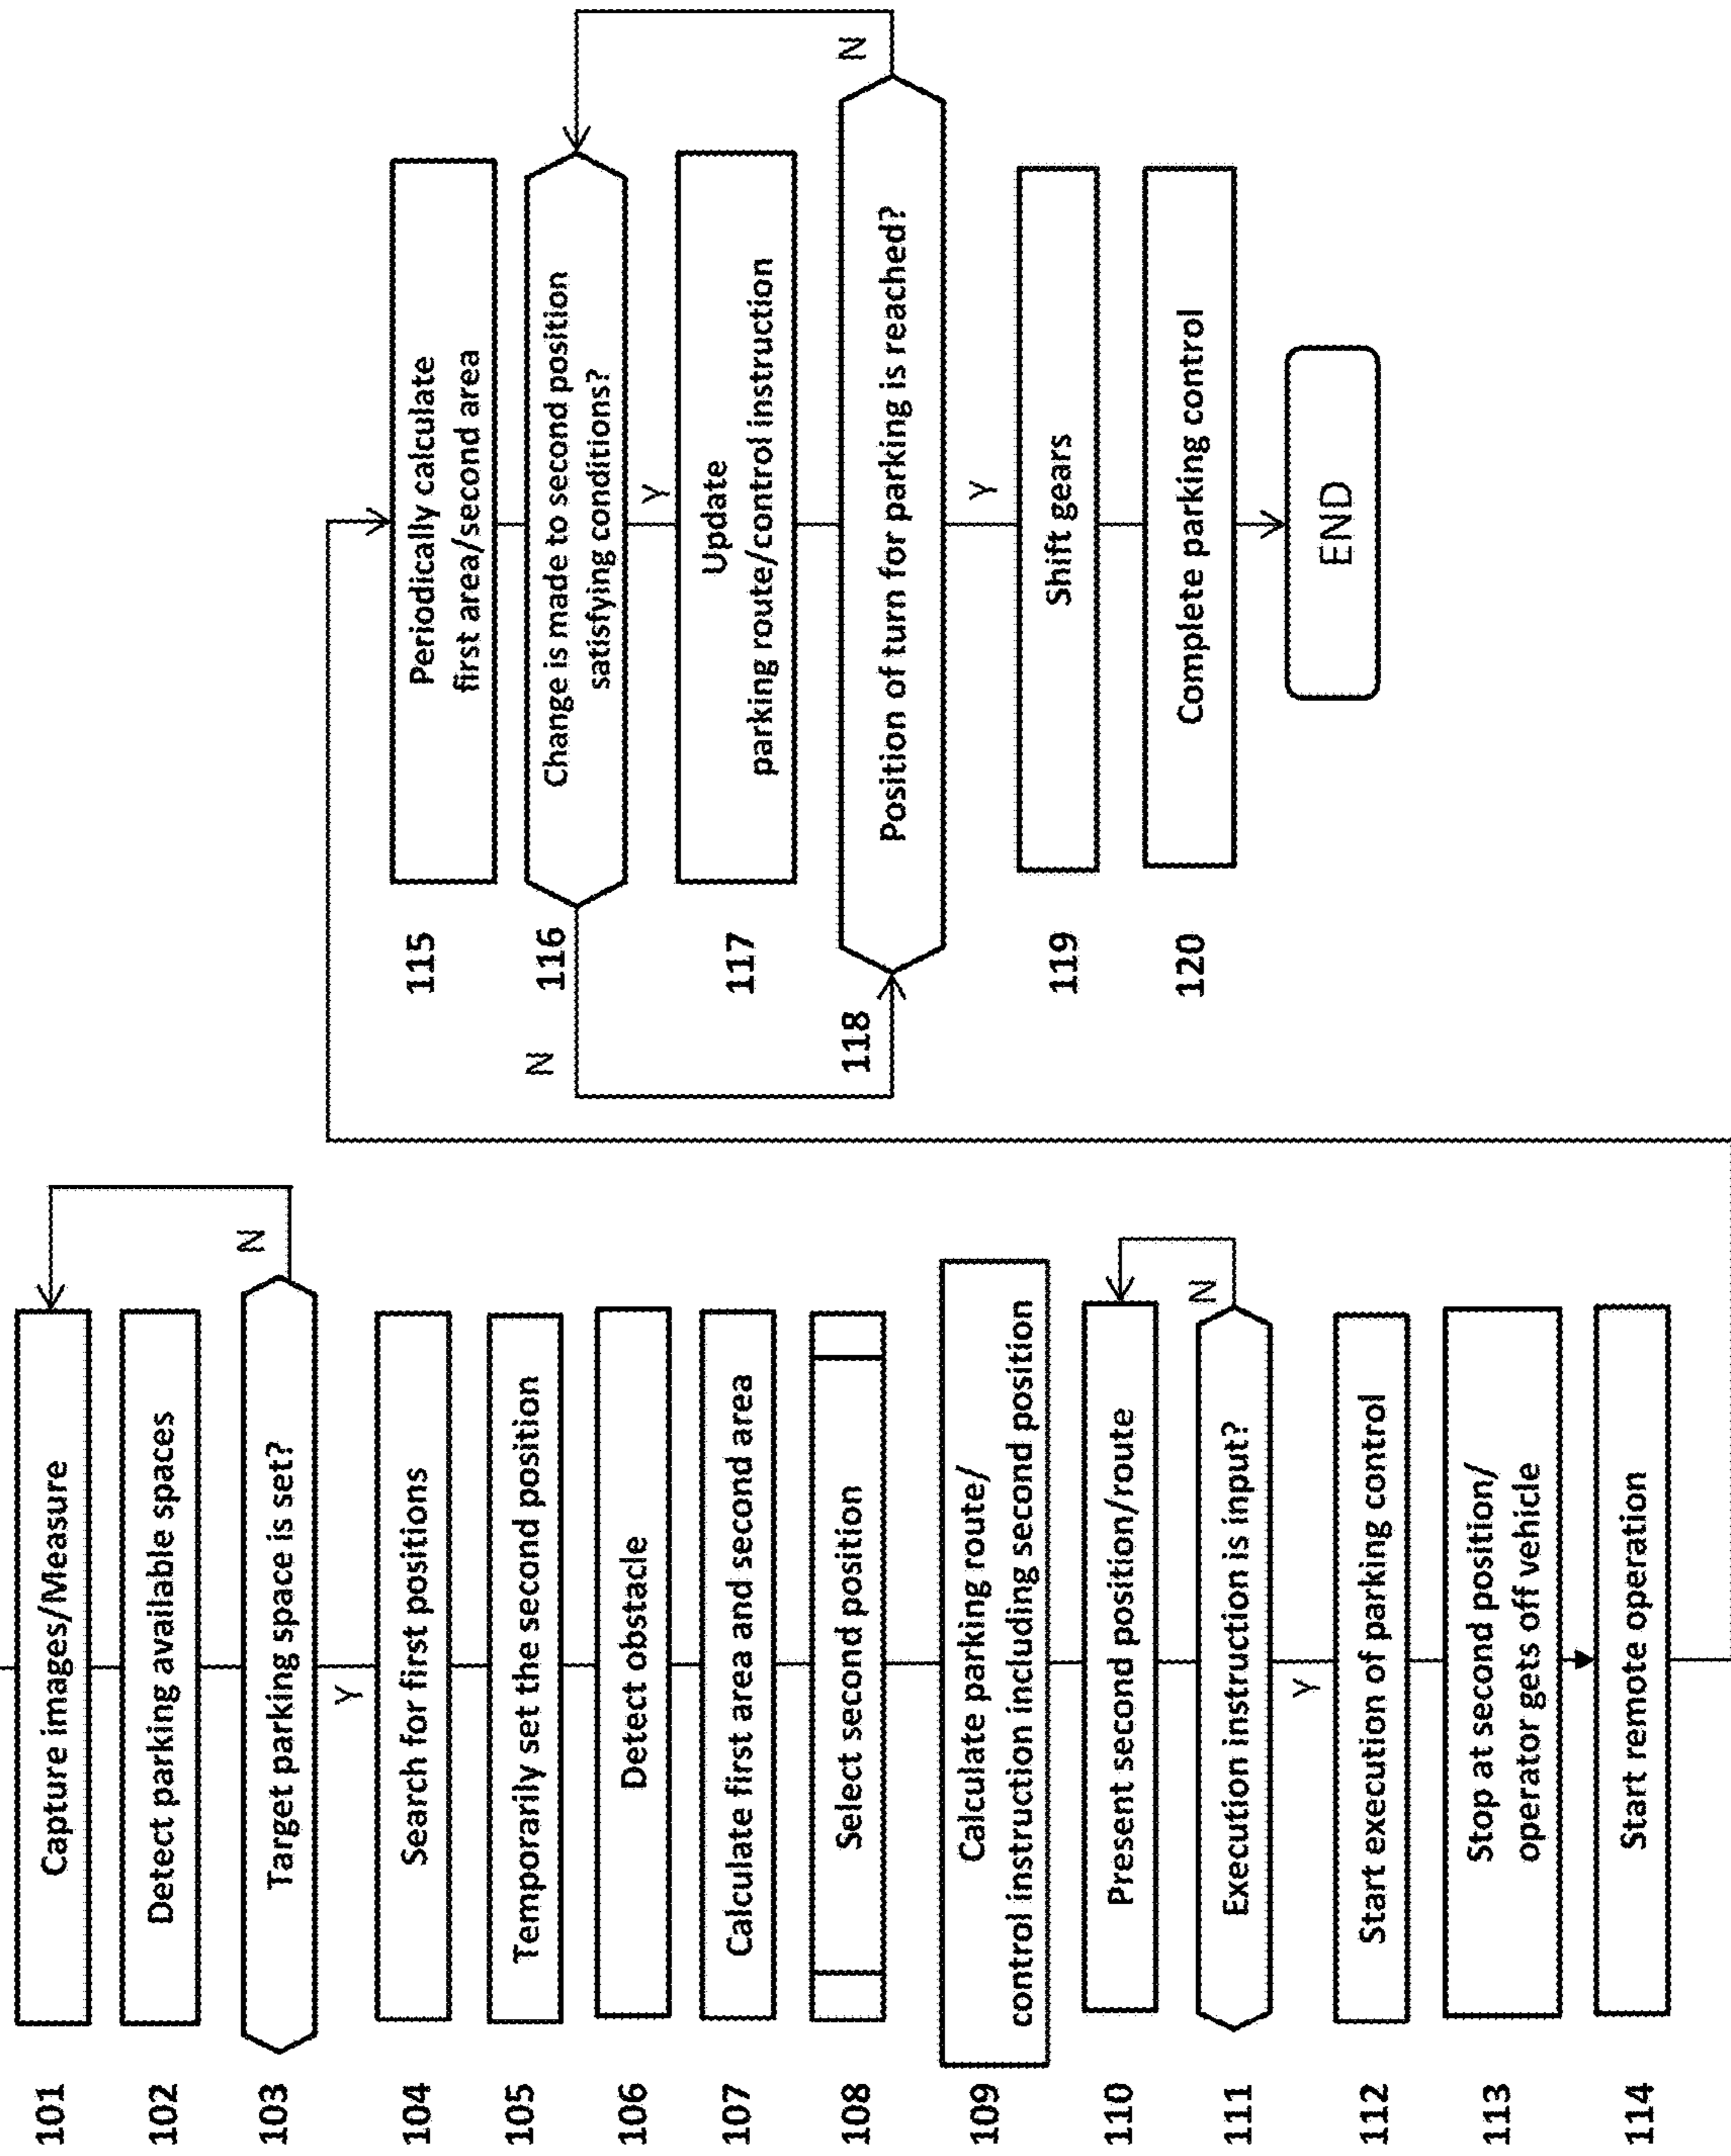 101
Capture images/Measure
102
Detect parking available spaces
103
Target parking space is set?
N
Y
104
Search for first positions
105
Temporarily set the second position
106
Detect obstacle
107
Calculate first area and second area
108
Select second position
109
Calculate parking route/
control instruction including second position
110
Present second position/route
111
Execution instruction is input?
N
Y
112
Start execution of parking control
113
Stop at second position/
operator gets off vehicle
114
Start remote operation
115
Periodically calculate
first area/second area
116
Change is made to second position
satisfying conditions?
N
Y
117
Update
parking route/control instruction
118
Position of turn for parking is reached?
N
Y
119
Shift gears
120
Complete parking control
END